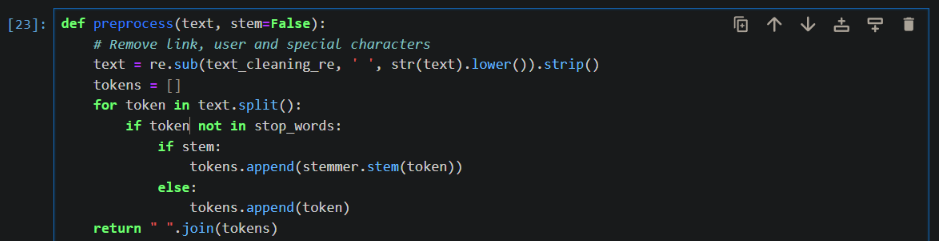 [23]: def preprocess(text, stem=False):
    # Remove link, user and special characters
    text = re.sub(text_cleaning_re, ' ', str(text).lower()).strip()
    tokens = []
    for token in text.split():
        if token not in stop_words:
            if stem:
                tokens.append(stemmer.stem(token))
            else:
                tokens.append(token)
    return " ".join(tokens)